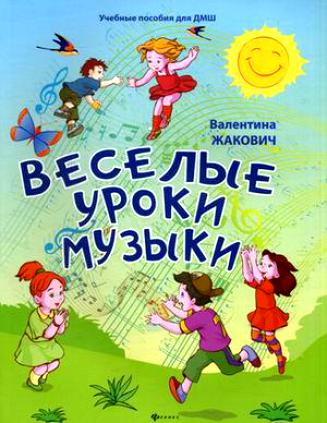 Учебные пособия для ДМШ
Валентина
ЖАКОВИЧ
ВЕСЕЛЫЕ
УРОКИ
МУЗЫКИ
ФЕНИКС